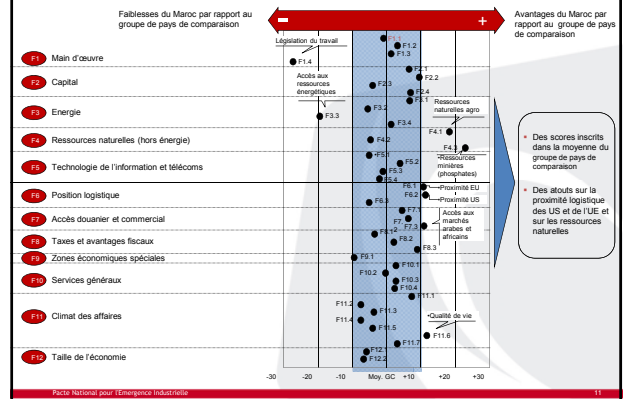 Faiblesses du Maroc par rapport au
groupe de pays de comparaison
−
+
Avantages du Maroc par
rapport au groupe de pays
de comparaison
Législation du travail
F1.1
F1.2
F1.3
F1.4
F1 Main d'œuvre
F2.1
F2.2
F2 Capital
F2.3
F2.4
Accès aux
ressources
énergétiques
F3.1
F3.2
F3 Energie
F3.3
F3.4
Ressources
naturelles agro
F4.1
F4 Ressources naturelles (hors énergie)
F4.2
F4.3
•Ressources
minières
(phosphates)
•F5.1
F5.2
F5 Technologie de l'information et télécoms
F5.3
F5.4
F6.1
•Proximité EU
F6 Position logistique
F6.2
•Proximité US
F6.3
F7.1
F7 Accès douanier et commercial
F7.
2
F7.3
Accès aux
marchés
arabes et
africains
F8.1
F8 Taxes et avantages fiscaux
F8.2
F8.3
F9 Zones économiques spéciales
F9.1
F10.1
F10.2
F10 Services généraux
F10.3
F10.4
F11.1
F11.2
F11.3
F11 Climat des affaires
F11.4
F11.5
•Qualité de vie
F11.6
F11.7
F12.1
F12 Taille de l'économie
F12.2
-30 -20 -10 Moy. GC +10 +20 +30
• Des scores inscrits
dans la moyenne du
groupe de pays de
comparaison
• Des atouts sur la
proximité logistique
des US et de l'UE et
sur les ressources
naturelles
Pacte National pour l'Emergence Industrielle
11